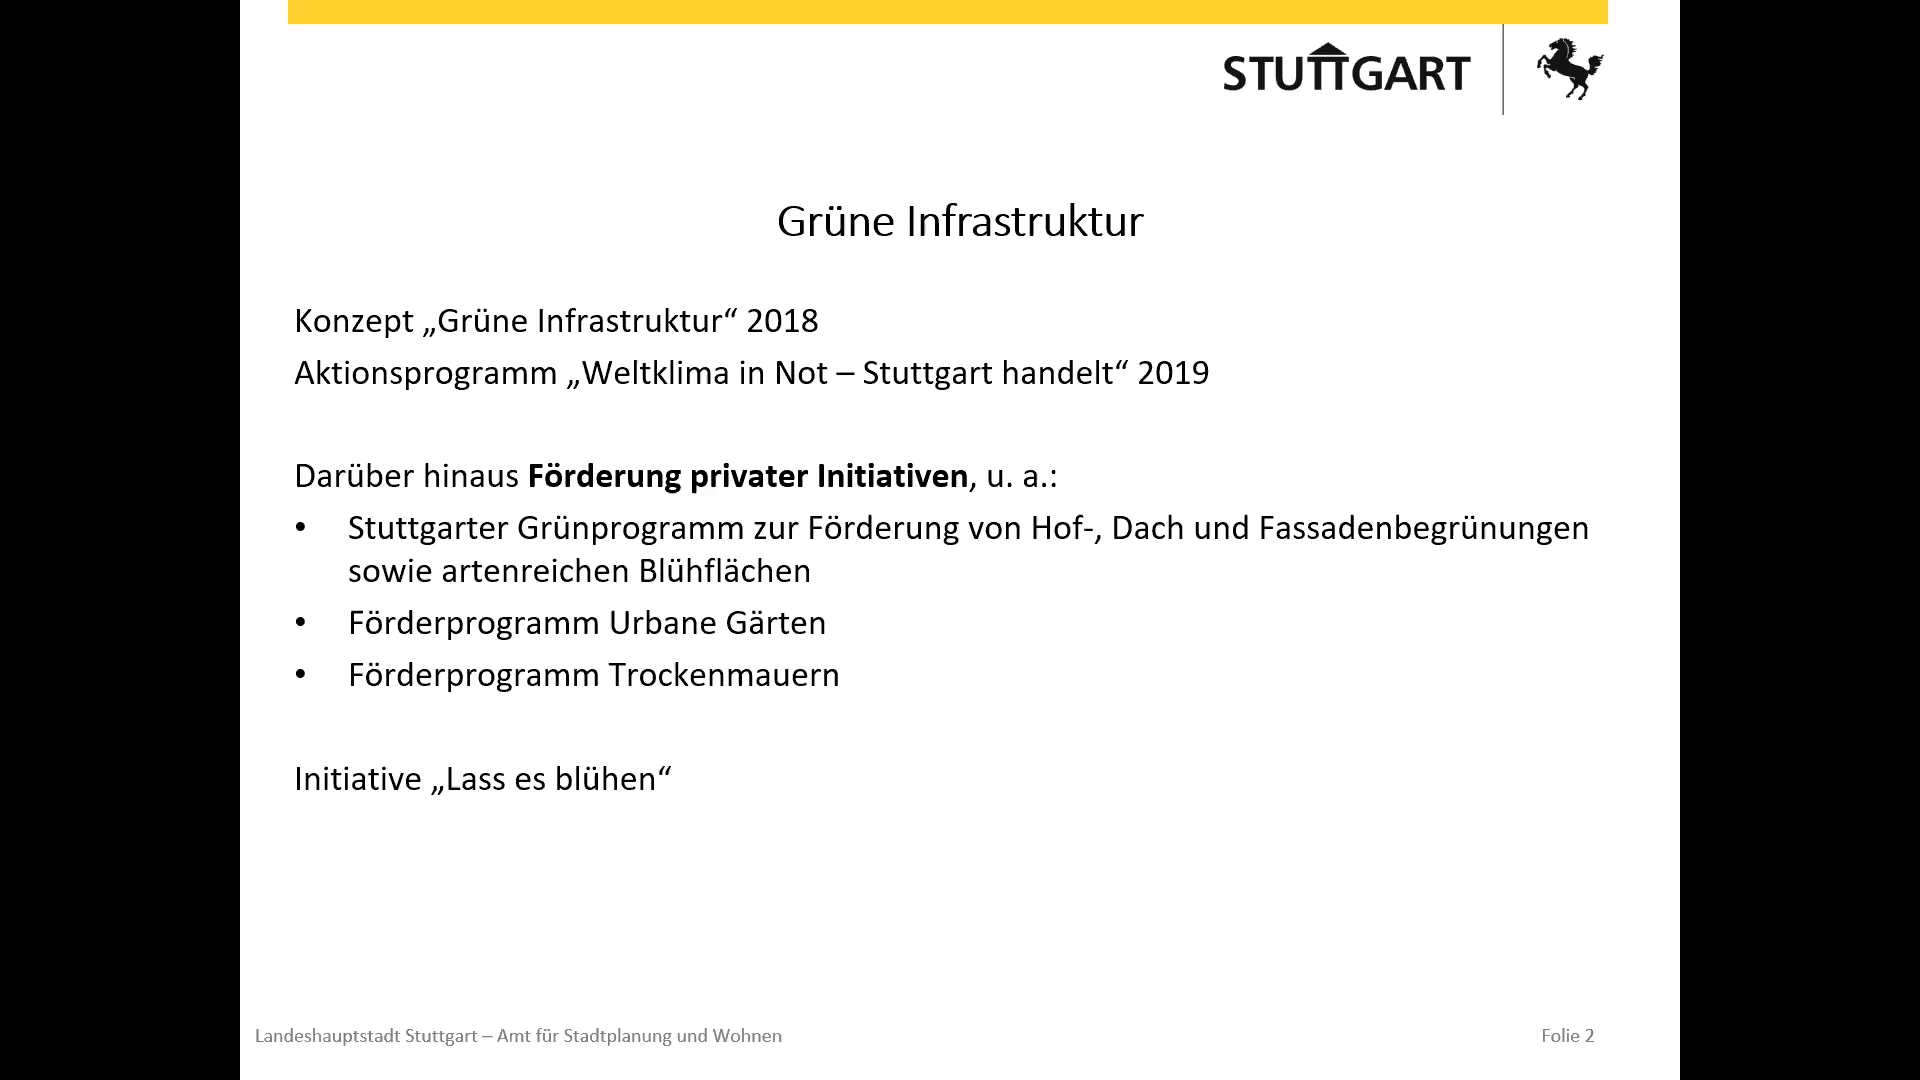 STUTTGART
Grüne Infrastruktur
Konzept „Grüne Infrastruktur“ 2018
Aktionsprogramm „Weltklima in Not – Stuttgart handelt“ 2019
Darüber hinaus Förderung privater Initiativen, u. a.:
• Stuttgarter Grünprogramm zur Förderung von Hof-, Dach und Fassadenbegrünungen
sowie artenreichen Blühflächen
• Förderprogramm Urbane Gärten
• Förderprogramm Trockenmauern
Initiative „Lass es blühen“
Landeshauptstadt Stuttgart – Amt für Stadtplanung und Wohnen
Folie 2